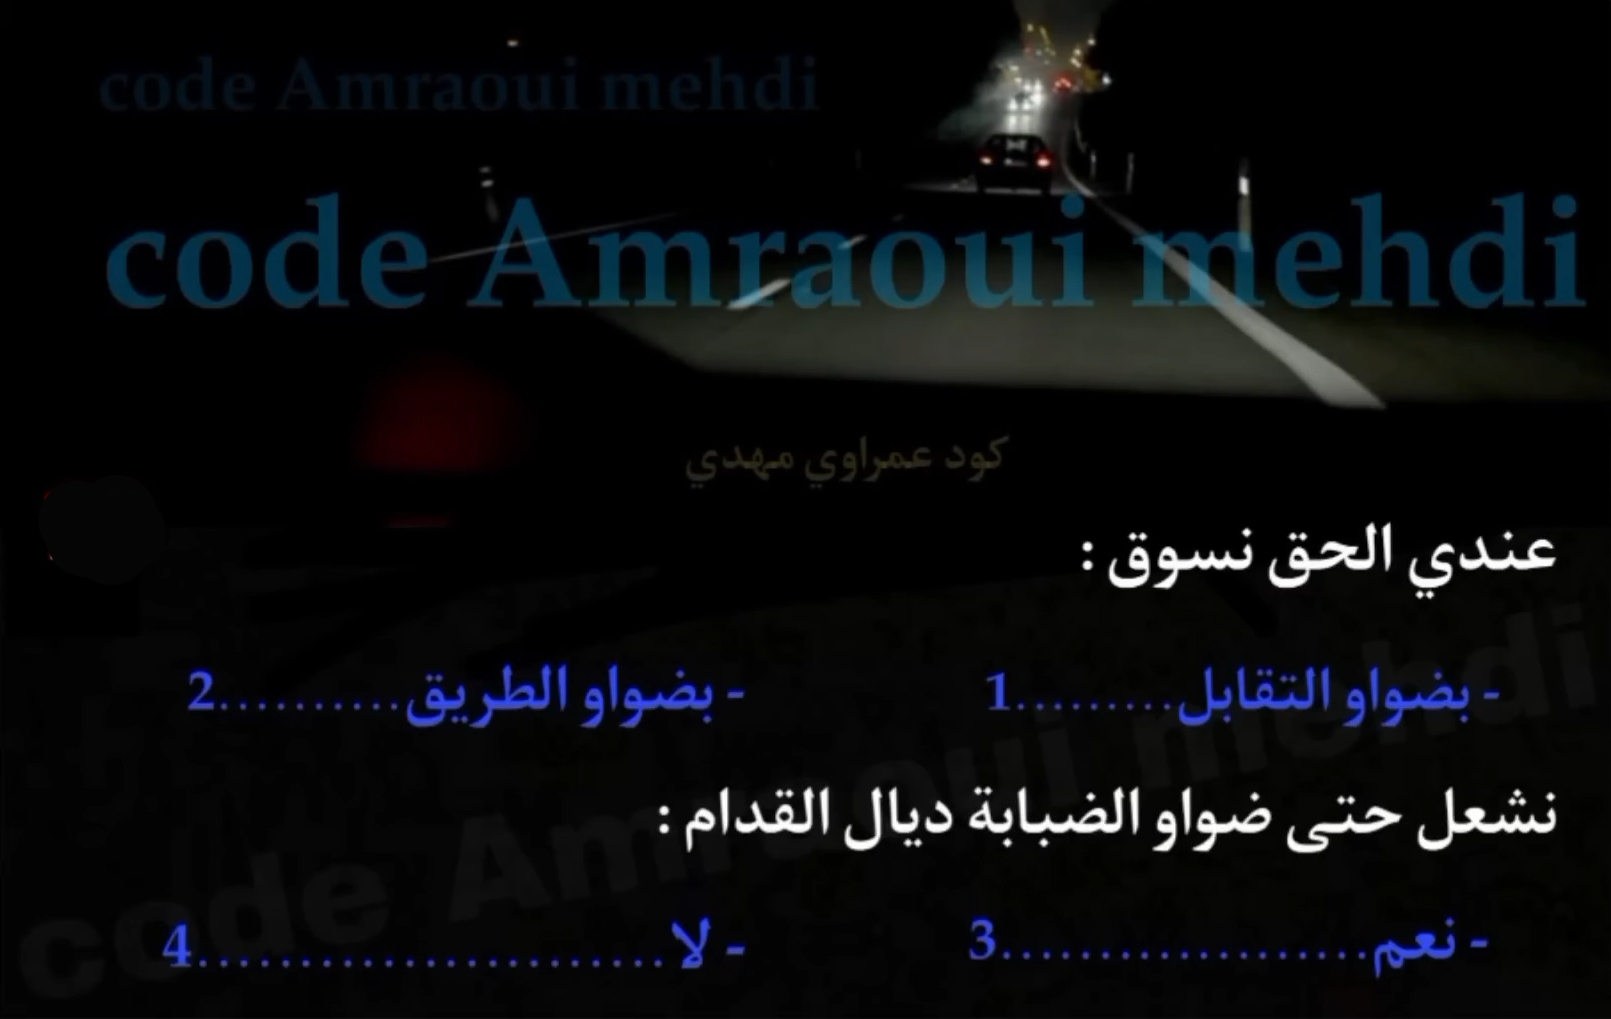 code Amraoui mehdi
code Amraoui mehdi
كود عمراوي مهدي
عندي الحق نسوق :
- بضواو التقابل.........1 - بضواو الطريق..........2
code Amraoui mehdi
نشعل حتى ضواو الضبابة ديال القدام :
- نعم..................3 - لا.......................4